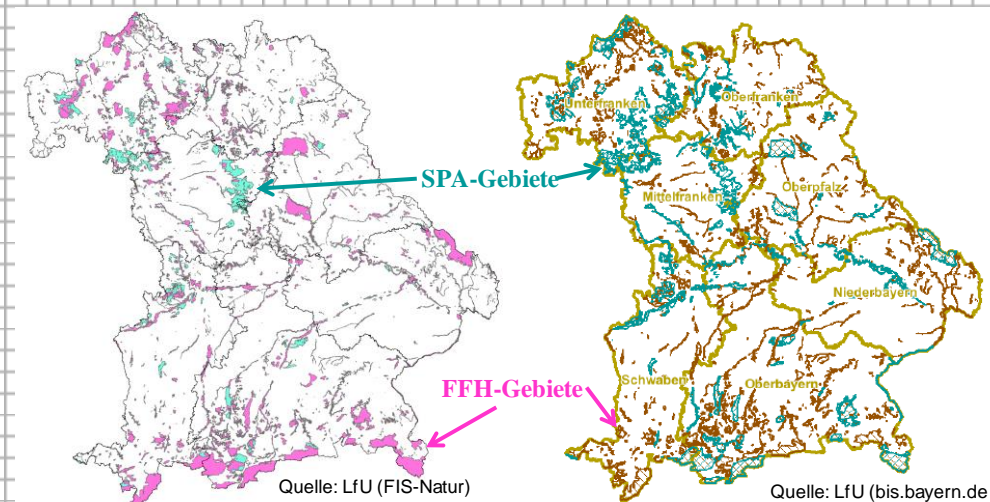 Unterfranken
Oberfranken
SPA-Gebiete
Mittelfranken
Oberpfalz
Niederbayern
FFH-Gebiete
Schwaben
Oberbayern
Quelle: LfU (FIS-Natur)
Quelle: LfU (bis.bayern.de